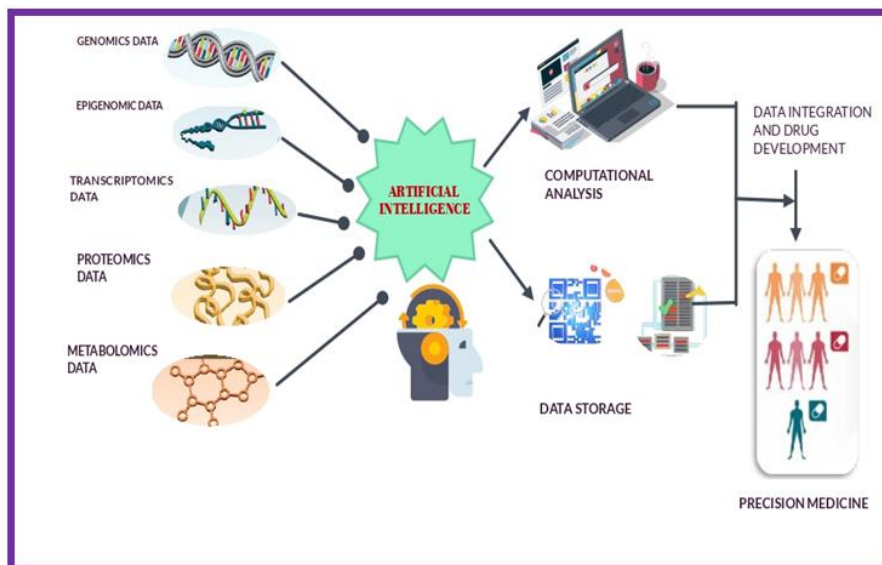 GENOMICS DATA
EPIGENOMIC DATA
TRANSCRIPTOMICS
DATA
PROTEOMICS
DATA
METABOLOMICS
DATA
ARTIFICIAL
INTELLIGENCE
COMPUTATIONAL
ANALYSIS
DATA STORAGE
DATA INTEGRATION
AND DRUG
DEVELOPMENT
PRECISION MEDICINE